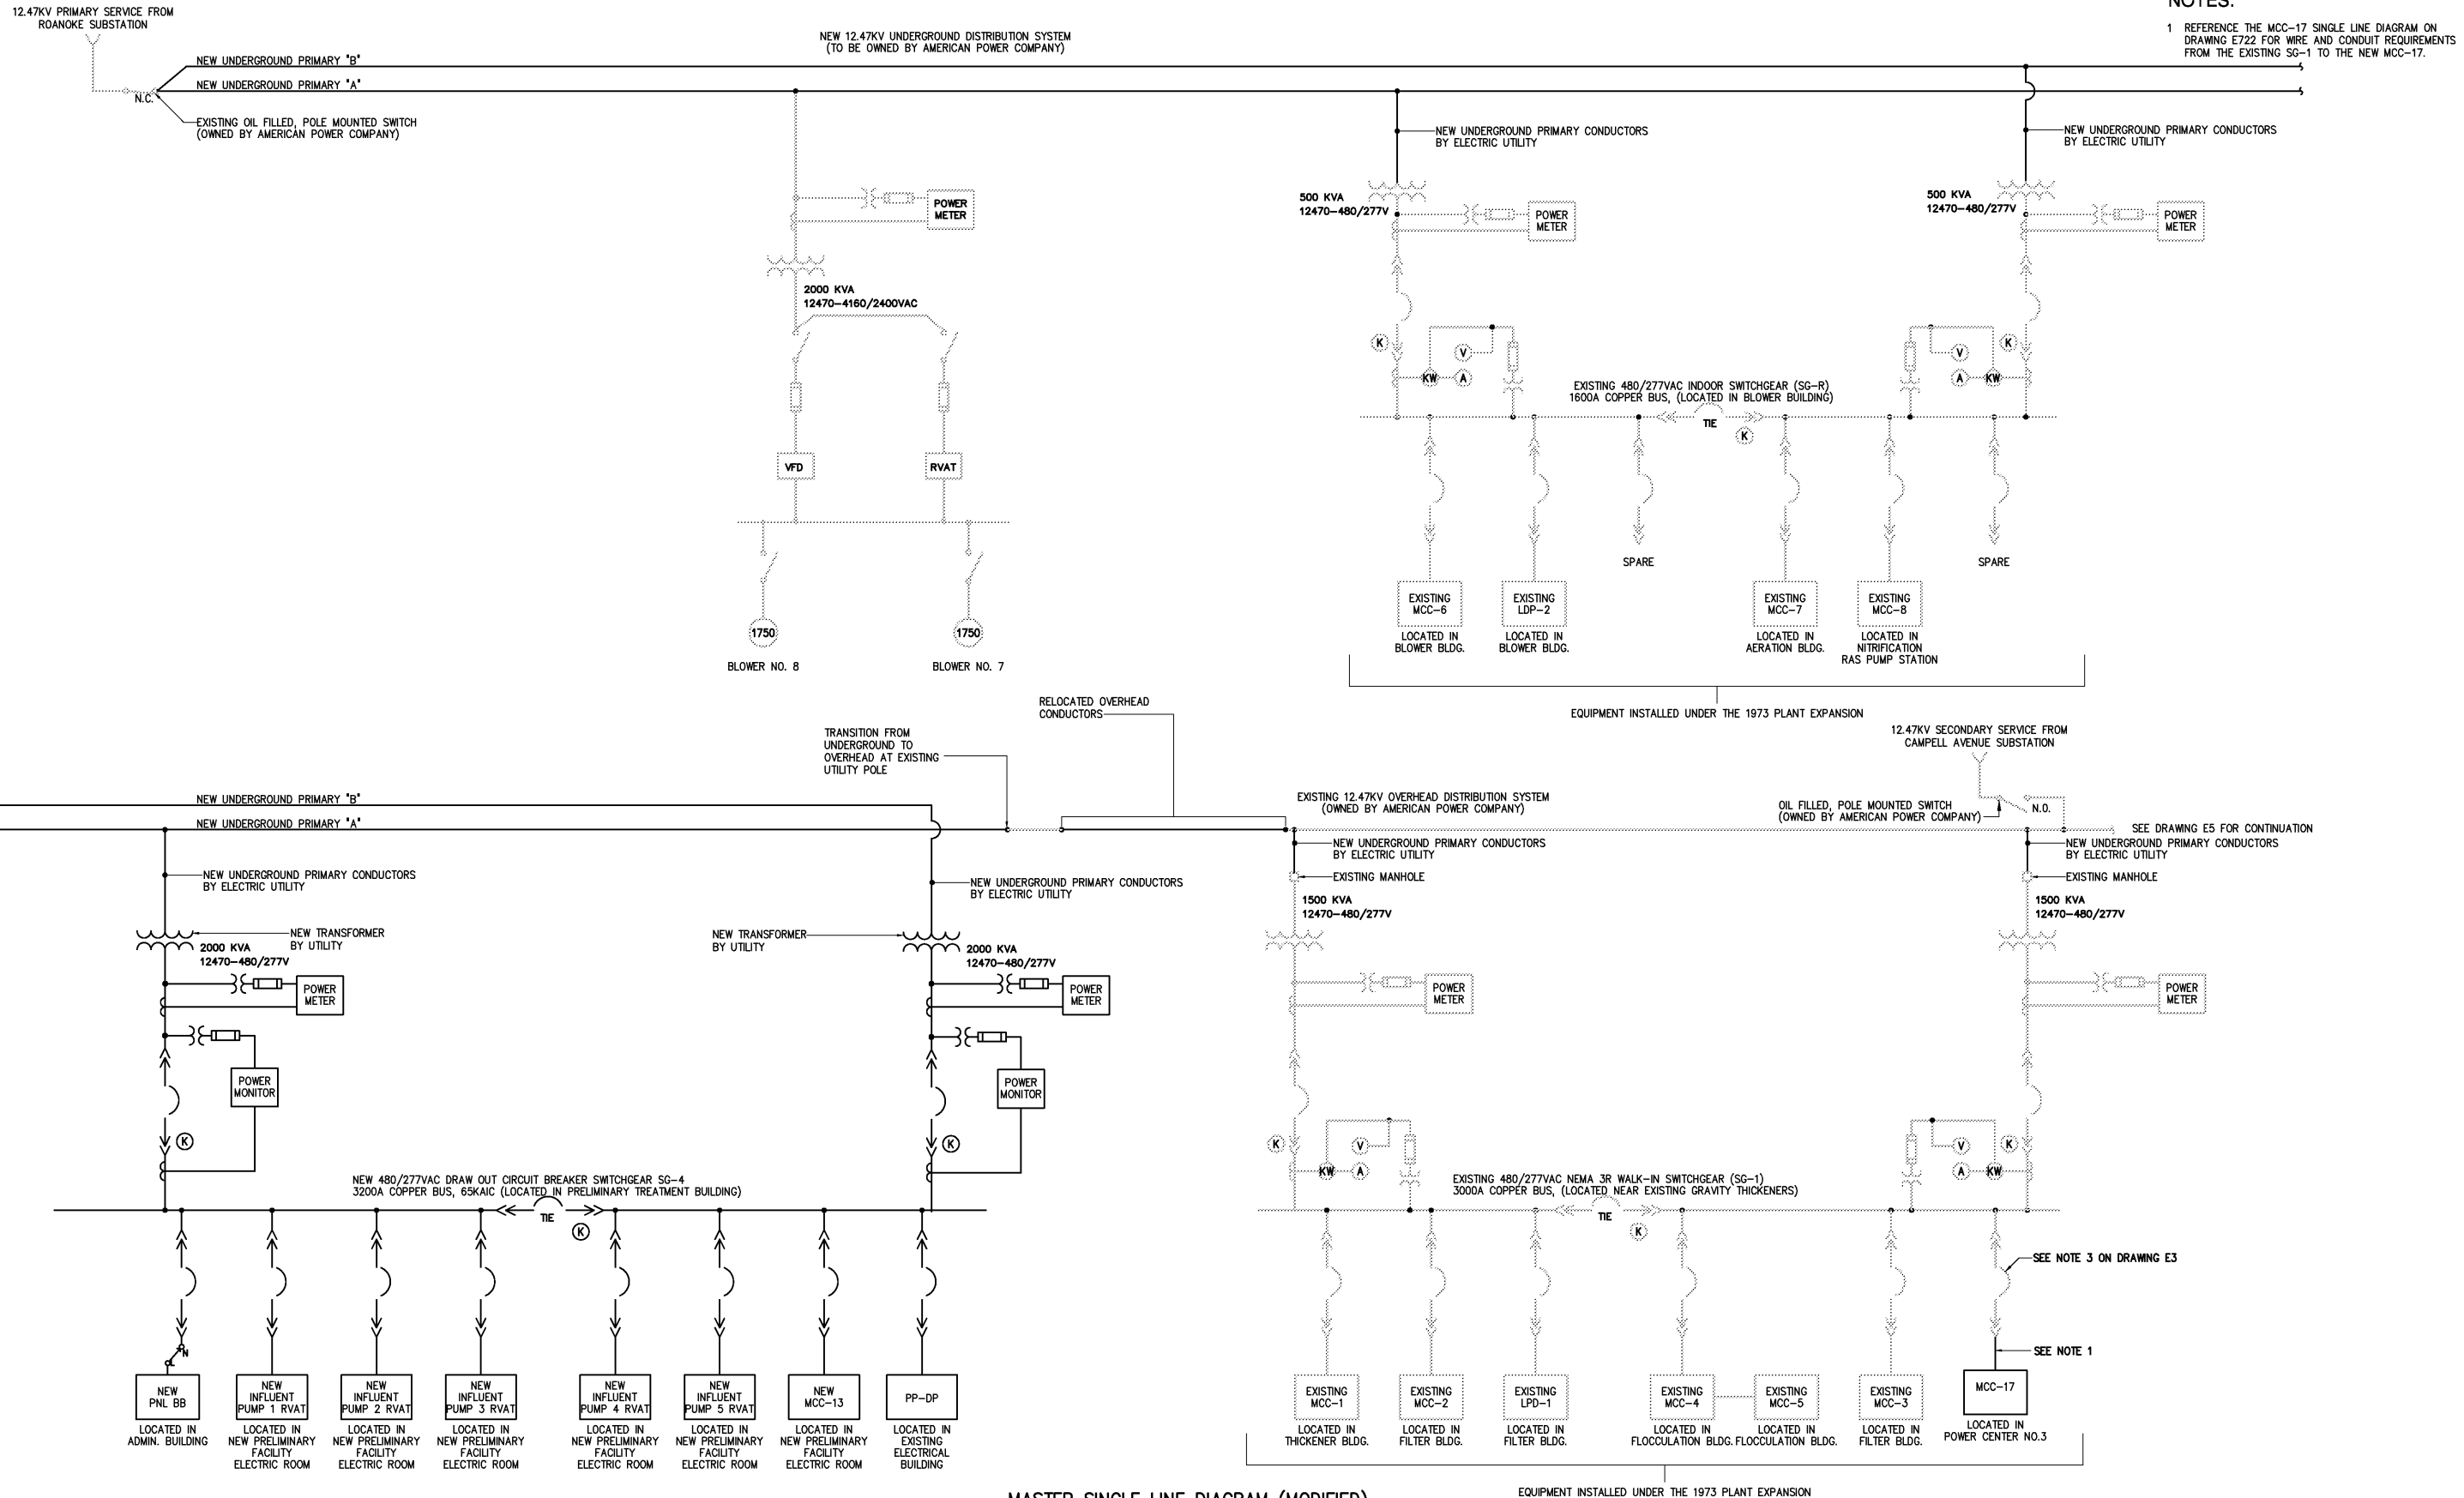 12.47KV PRIMARY SERVICE FROM
ROANOKE SUBSTATION
N.C.
NEW UNDERGROUND PRIMARY "B"
NEW UNDERGROUND PRIMARY "A"
EXISTING OIL FILLED, POLE MOUNTED SWITCH
(OWNED BY AMERICAN POWER COMPANY)
NEW 12.47KV UNDERGROUND DISTRIBUTION SYSTEM
(TO BE OWNED BY AMERICAN POWER COMPANY)
NOTES:
1 REFERENCE THE MCC-17 SINGLE LINE DIAGRAM ON
DRAWING E722 FOR WIRE AND CONDUIT REQUIREMENTS
FROM THE EXISTING SG-1 TO THE NEW MCC-17.
POWER
METER
2000 KVA
12470-4160/2400VAC
VFD
RVAT
1750
1750
BLOWER NO. 8
BLOWER NO. 7
NEW UNDERGROUND PRIMARY CONDUCTORS
BY ELECTRIC UTILITY
500 KVA
12470-480/277V
POWER
METER
K
V
KW
A
NEW UNDERGROUND PRIMARY CONDUCTORS
BY ELECTRIC UTILITY
500 KVA
12470-480/277V
POWER
METER
V
K
A
KW
EXISTING 480/277VAC INDOOR SWITCHGEAR (SG-R)
1600A COPPER BUS, (LOCATED IN BLOWER BUILDING)
TIE
K
SPARE
SPARE
EXISTING
MCC-6
LOCATED IN
BLOWER BLDG.
EXISTING
LDP-2
LOCATED IN
BLOWER BLDG.
EXISTING
MCC-7
LOCATED IN
AERATION BLDG.
EXISTING
MCC-8
LOCATED IN
NITRIFICATION
RAS PUMP STATION
EQUIPMENT INSTALLED UNDER THE 1973 PLANT EXPANSION
RELOCATED OVERHEAD
CONDUCTORS
TRANSITION FROM
UNDERGROUND TO
OVERHEAD AT EXISTING
UTILITY POLE
12.47KV SECONDARY SERVICE FROM
CAMPELL AVENUE SUBSTATION
NEW UNDERGROUND PRIMARY "B"
NEW UNDERGROUND PRIMARY "A"
EXISTING 12.47KV OVERHEAD DISTRIBUTION SYSTEM
(OWNED BY AMERICAN POWER COMPANY)
OIL FILLED, POLE MOUNTED SWITCH
(OWNED BY AMERICAN POWER COMPANY)
N.O.
SEE DRAWING E5 FOR CONTINUATION
NEW UNDERGROUND PRIMARY CONDUCTORS
BY ELECTRIC UTILITY
NEW TRANSFORMER
BY UTILITY
2000 KVA
12470-480/277V
POWER
METER
POWER
MONITOR
K
NEW UNDERGROUND PRIMARY CONDUCTORS
BY ELECTRIC UTILITY
NEW TRANSFORMER
BY UTILITY
2000 KVA
12470-480/277V
POWER
METER
POWER
MONITOR
K
NEW UNDERGROUND PRIMARY CONDUCTORS
BY ELECTRIC UTILITY
EXISTING MANHOLE
1500 KVA
12470-480/277V
POWER
METER
K
V
KW
A
NEW UNDERGROUND PRIMARY CONDUCTORS
BY ELECTRIC UTILITY
EXISTING MANHOLE
1500 KVA
12470-480/277V
POWER
METER
V
K
A
KW
NEW 480/277VAC DRAW OUT CIRCUIT BREAKER SWITCHGEAR SG-4
3200A COPPER BUS, 65KAIC (LOCATED IN PRELIMINARY TREATMENT BUILDING)
TIE
K
EXISTING 480/277VAC NEMA 3R WALK-IN SWITCHGEAR (SG-1)
3000A COPPER BUS, (LOCATED NEAR EXISTING GRAVITY THICKENERS)
TIE
K
SEE NOTE 3 ON DRAWING E3
SEE NOTE 1
N
L
NEW
PNL BB
LOCATED IN
ADMIN. BUILDING
NEW
INFLUENT
PUMP 1 RVAT
LOCATED IN
NEW PRELIMINARY
FACILITY
ELECTRIC ROOM
NEW
INFLUENT
PUMP 2 RVAT
LOCATED IN
NEW PRELIMINARY
FACILITY
ELECTRIC ROOM
NEW
INFLUENT
PUMP 3 RVAT
LOCATED IN
NEW PRELIMINARY
FACILITY
ELECTRIC ROOM
NEW
INFLUENT
PUMP 4 RVAT
LOCATED IN
NEW PRELIMINARY
FACILITY
ELECTRIC ROOM
NEW
INFLUENT
PUMP 5 RVAT
LOCATED IN
NEW PRELIMINARY
FACILITY
ELECTRIC ROOM
NEW
MCC-13
LOCATED IN
NEW PRELIMINARY
FACILITY
ELECTRIC ROOM
PP-DP
LOCATED IN
EXISTING
ELECTRICAL
BUILDING
EXISTING
MCC-1
LOCATED IN
THICKENER BLDG.
EXISTING
MCC-2
LOCATED IN
FILTER BLDG.
EXISTING
LPD-1
LOCATED IN
FILTER BLDG.
EXISTING
MCC-4
LOCATED IN
FLOCCULATION BLDG.
EXISTING
MCC-5
LOCATED IN
FLOCCULATION BLDG.
EXISTING
MCC-3
LOCATED IN
FILTER BLDG.
MCC-17
LOCATED IN
POWER CENTER NO.3
EQUIPMENT INSTALLED UNDER THE 1973 PLANT EXPANSION
MASTER SINGLE LINE DIAGRAM (MODIFIED)